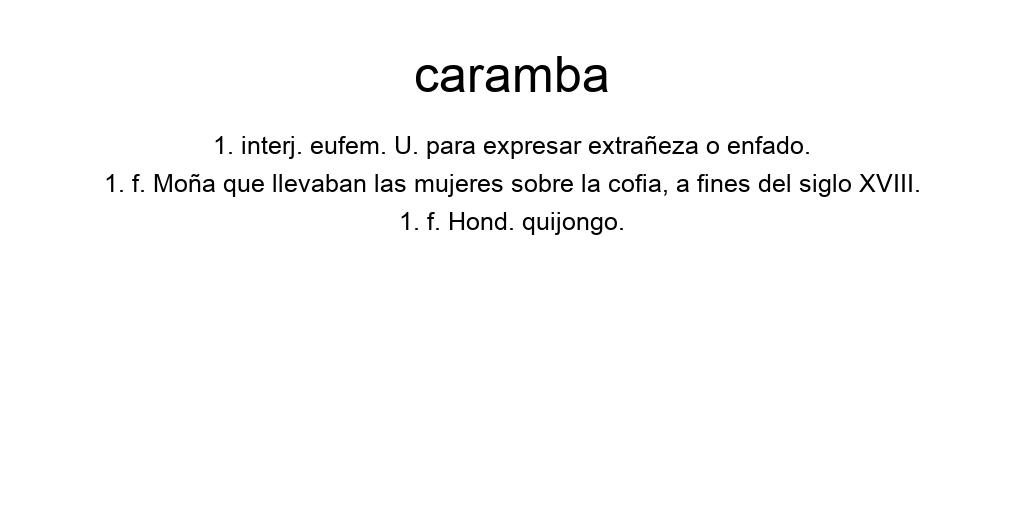 caramba
1. interj. eufem. U. para expresar extrañeza o enfado.
1. f. Moña que llevaban las mujeres sobre la cofia, a fines del siglo XVIII.
1. f. Hond. quijongo.